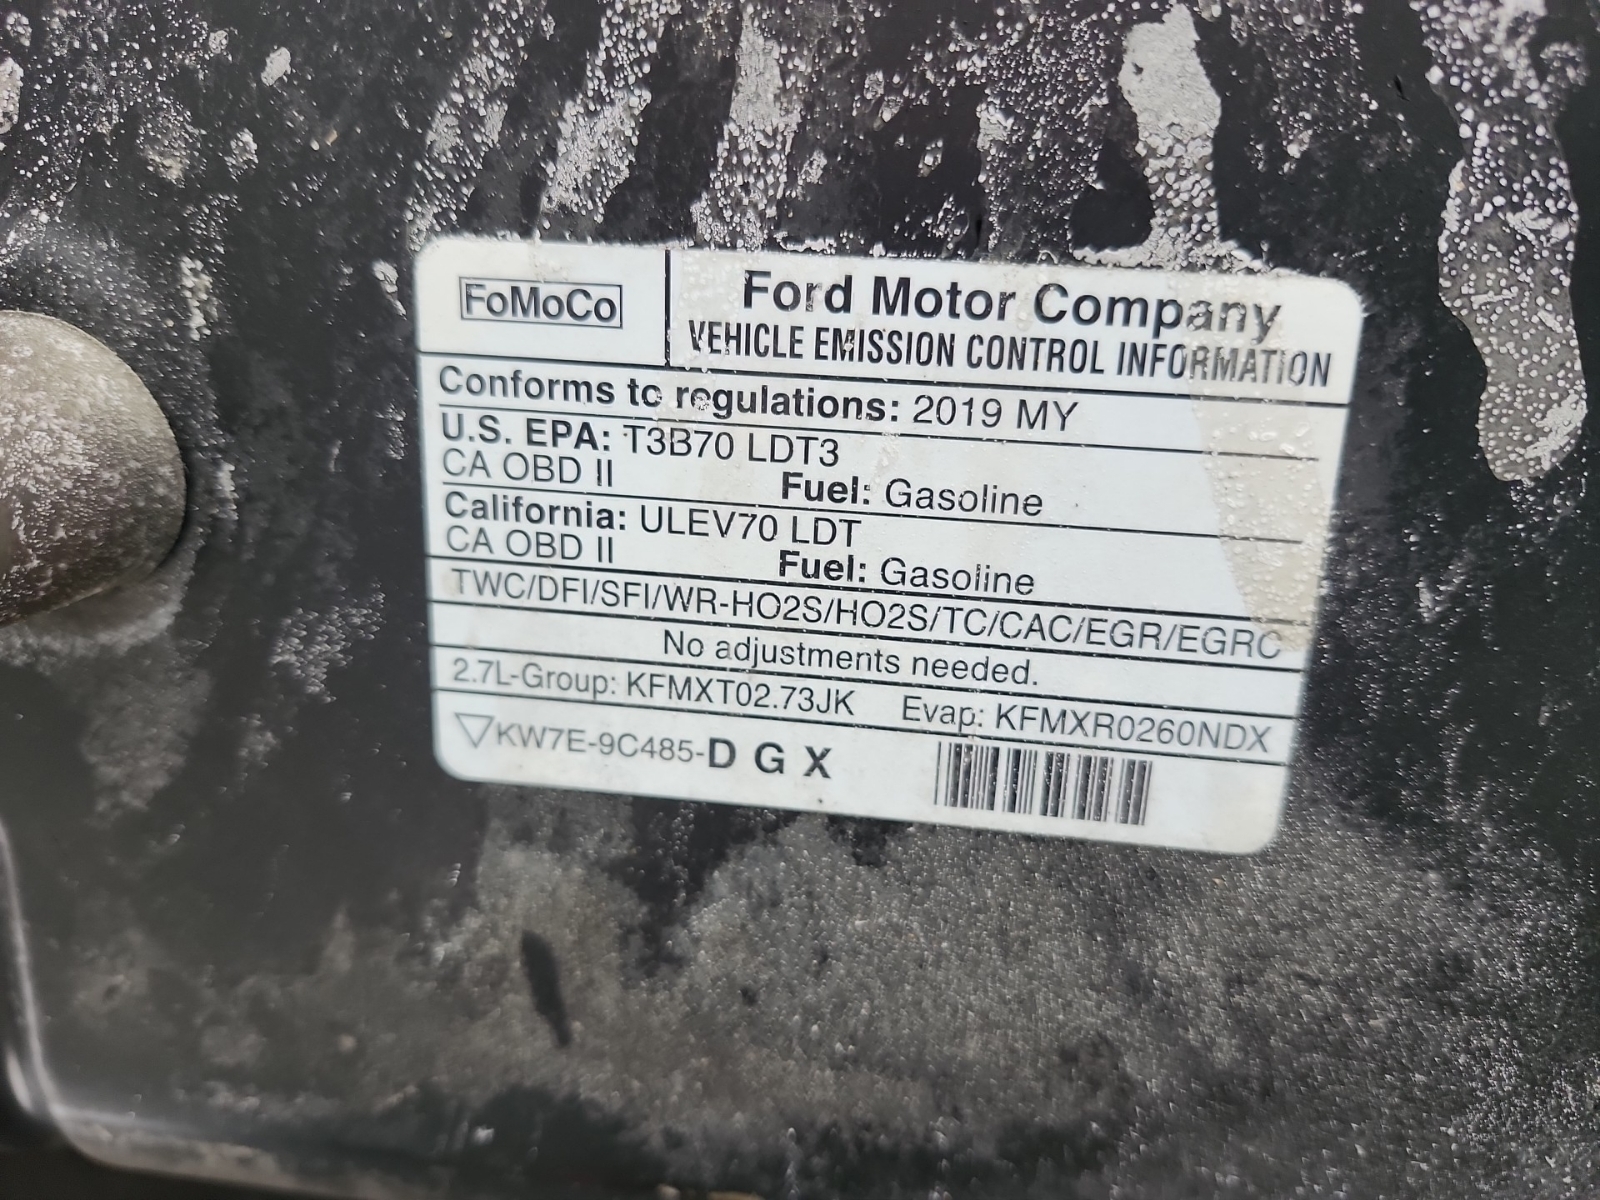 FoMoCo
Ford Motor Company
VEHICLE EMISSION CONTROL INFORMATION
Conforms to regulations: 2019 MY
U.S. EPA: T3B70 LDT3
CA OBD II Fuel: Gasoline
California: ULEV70 LDT
CA OBD II Fuel: Gasoline
TWC/DFI/SFI/WR-HO2S/HO2S/TC/CAC/EGR/EGRC
No adjustments needed.
2.7L-Group: KFMXT02.73JK Evap: KFMXR0260NDX
▽KW7E-9C485-D G X